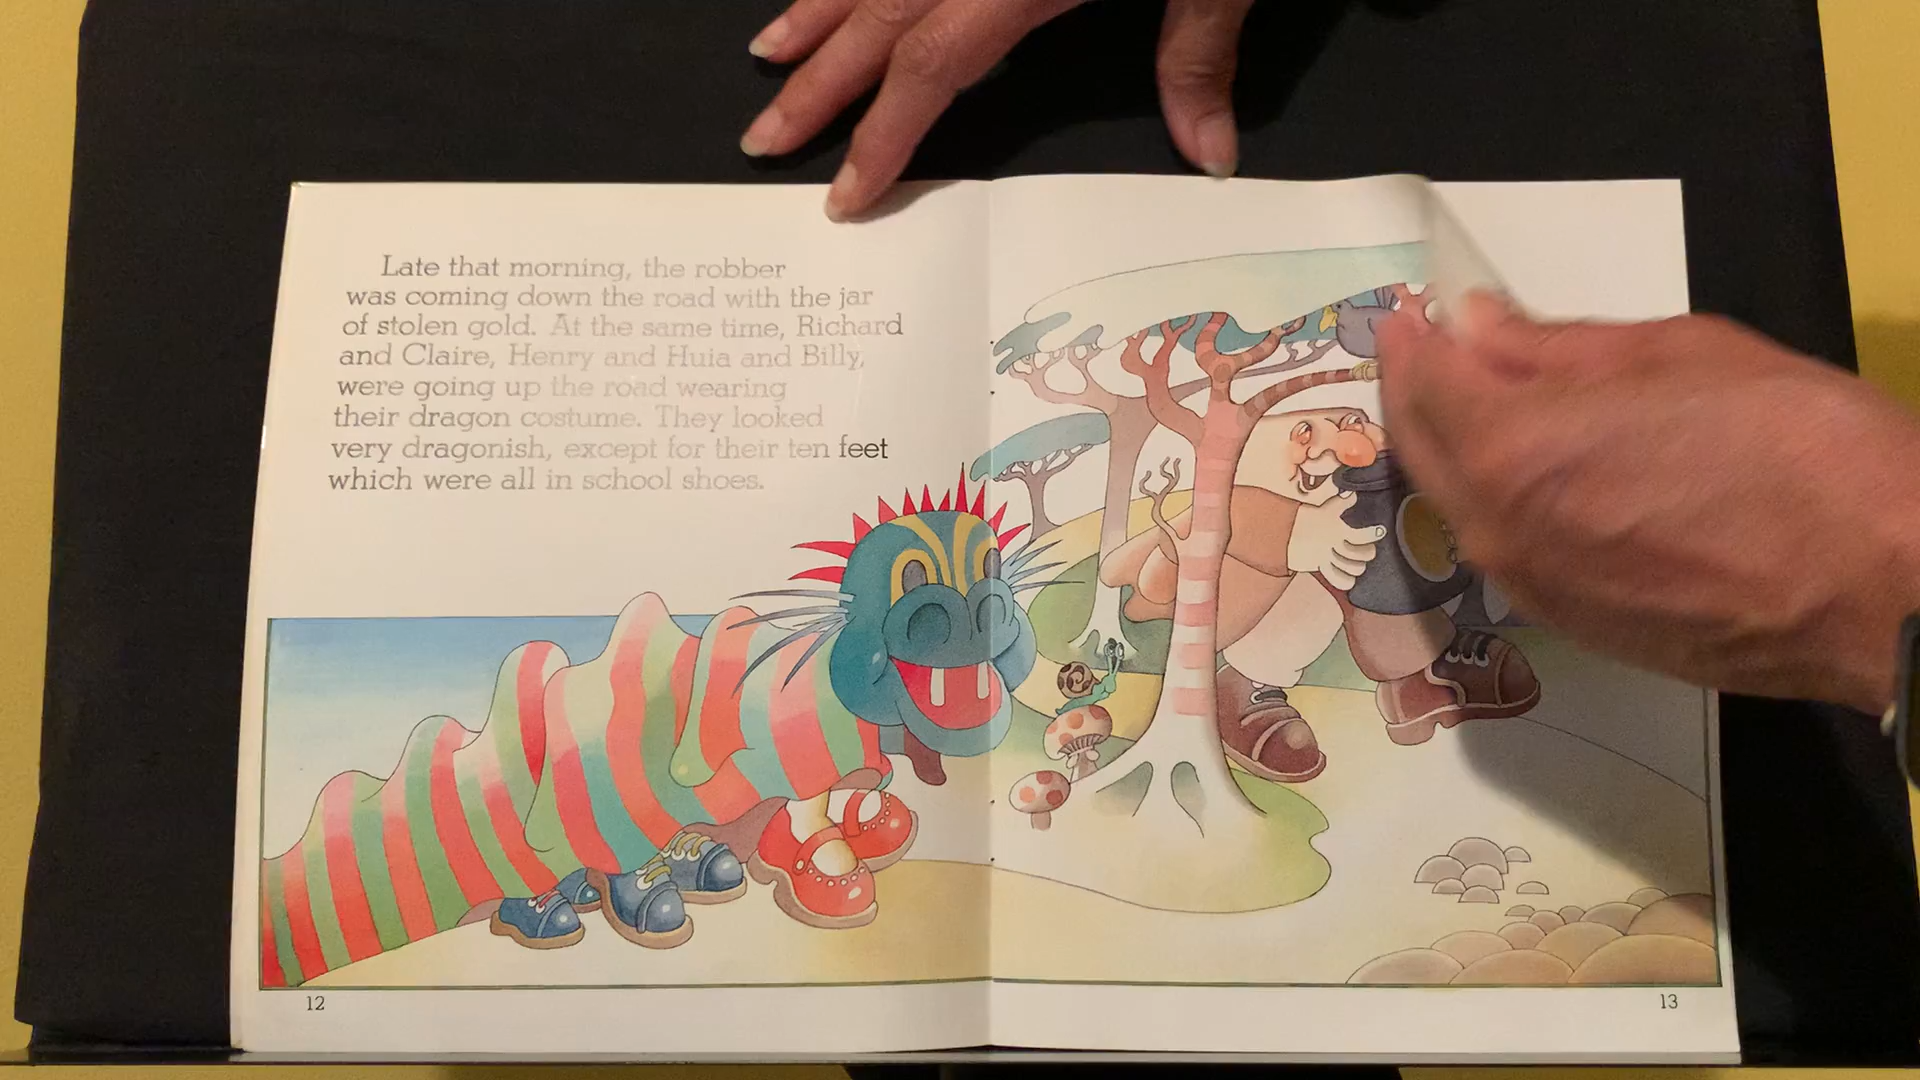 Late that morning, the robber
was coming down the road with the jar
of stolen gold. At the same time, Richard
and Claire, Henry and Huia and Billy,
were going up the road wearing
their dragon costume. They looked
very dragonish, except for their ten feet
which were all in school shoes.
12
13